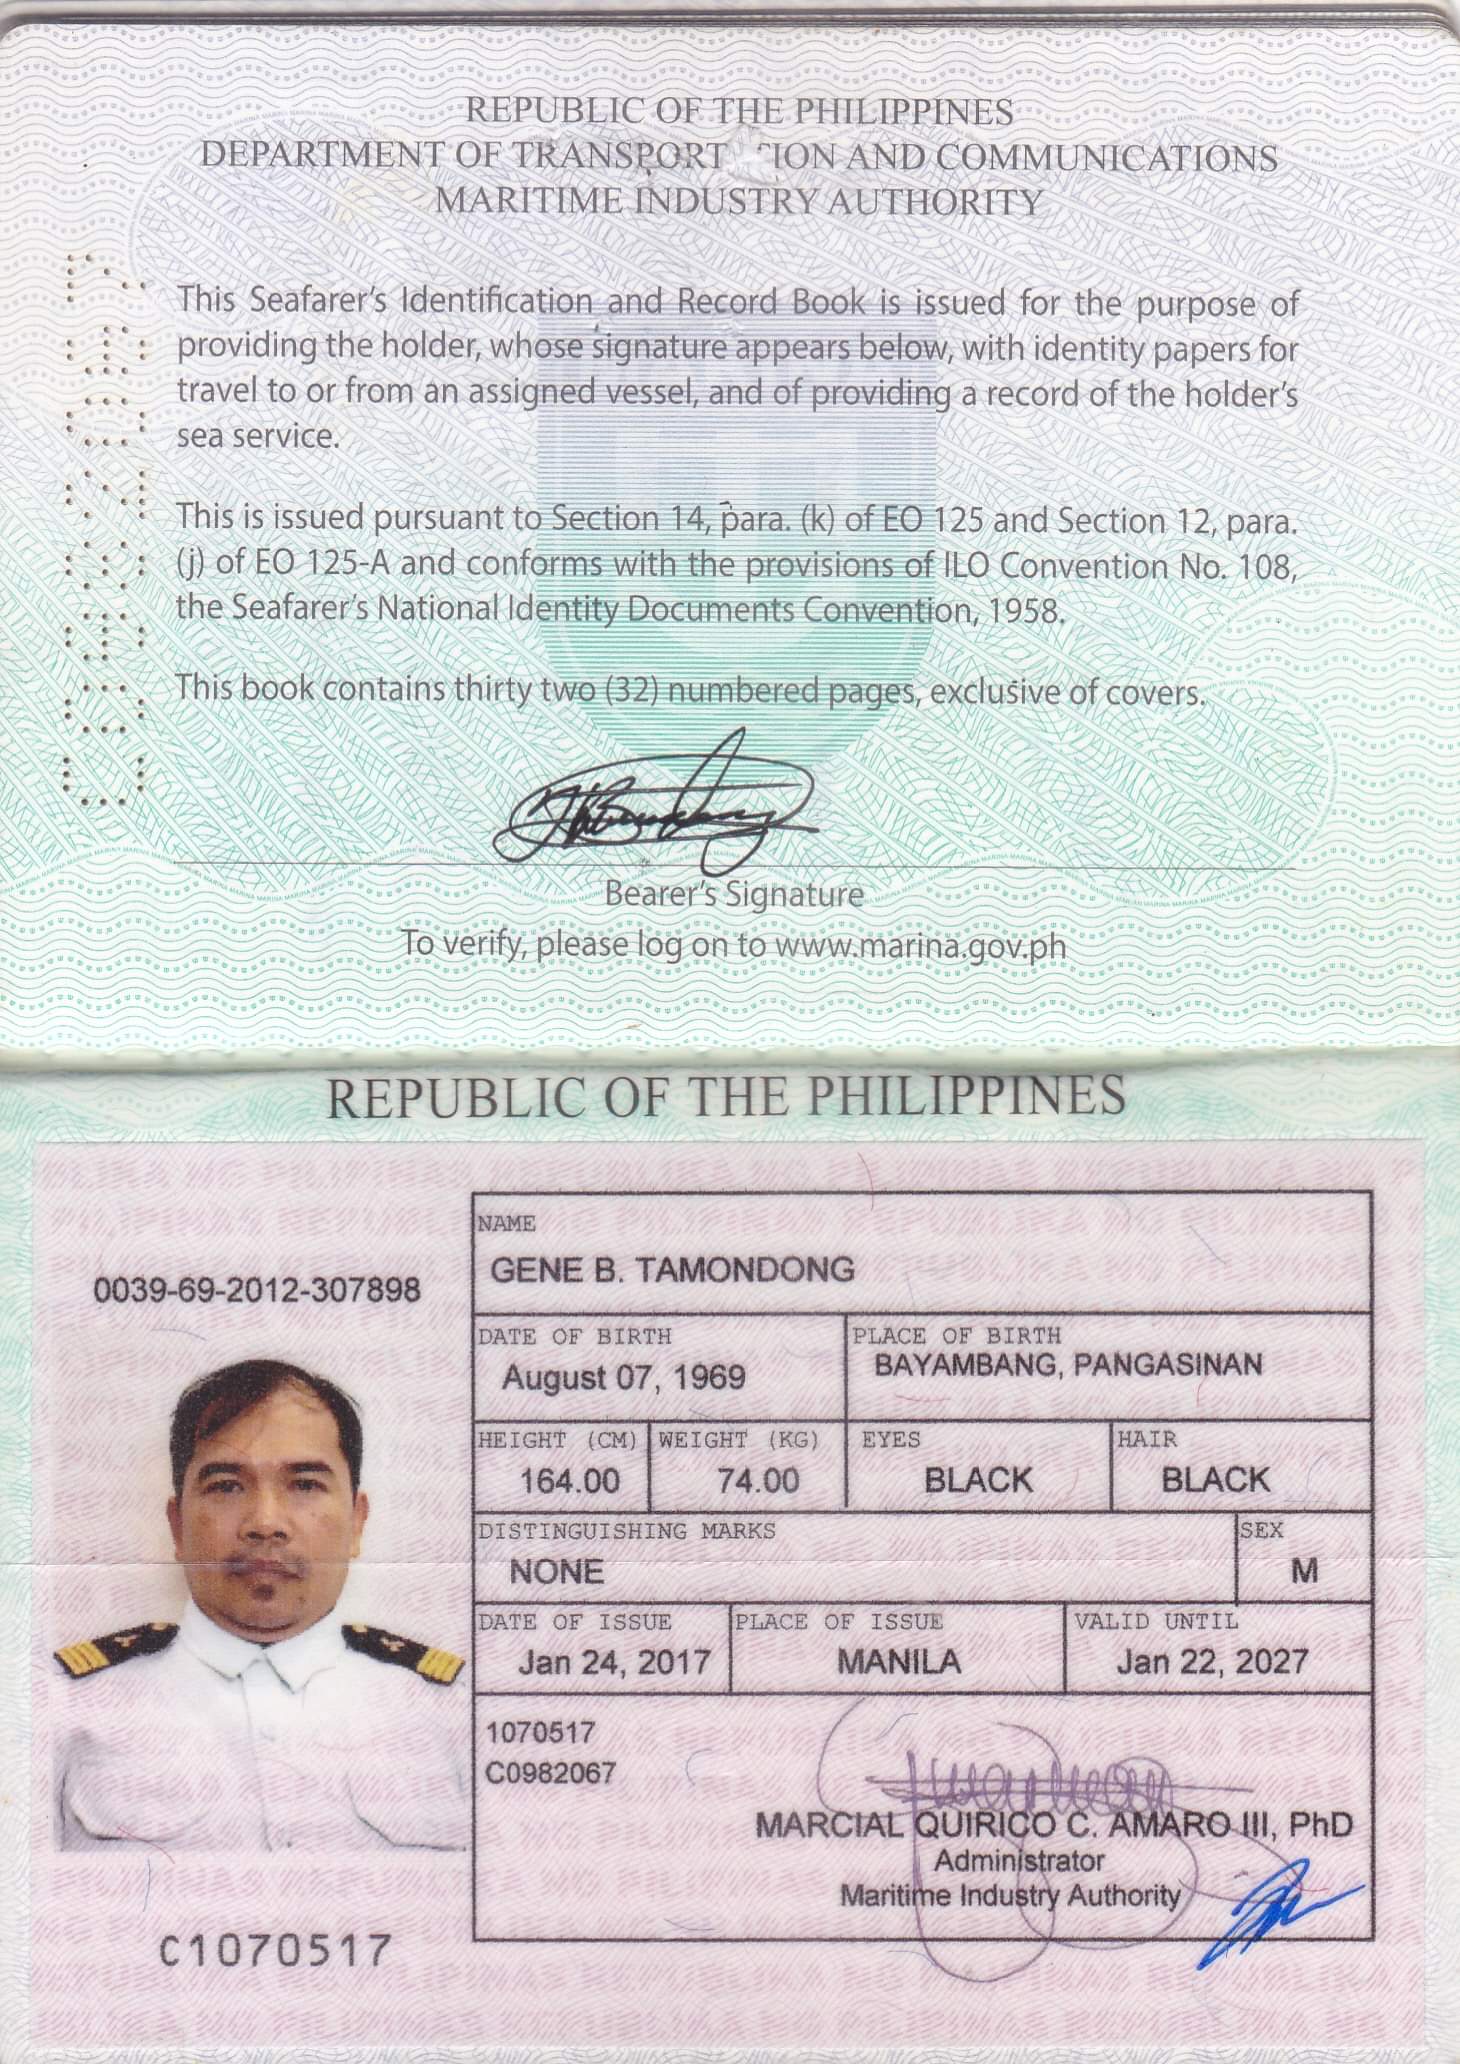 REPUBLIC OF THE PHILIPPINES
DEPARTMENT OF TRANSPORT TION AND COMMUNICATIONS
MARITIME INDUSTRY AUTHORITY
This Seafarer's Identification and Record Book is issued for the purpose of
providing the holder, whose signature appears below, with identity papers for
travel to or from an assigned vessel, and of providing a record of the holder's
sea service.
This is issued pursuant to Section 14, para. (k) of EO 125 and Section 12, para.
(j) of EO 125-A and conforms with the provisions of ILO Convention No. 108,
the Seafarer's National Identity Documents Convention, 1958.
This book contains thirty two (32) numbered pages, exclusive of covers.
Bearer's Signature
To verify, please log on to www.marina.gov.ph
REPUBLIC OF THE PHILIPPINES
0039-69-2012-307898
NAME
GENE B. TAMONDONG
DATE OF BIRTH PLACE OF BIRTH
August 07, 1969 BAYAMBANG, PANGASINAN
HEIGHT (CM) WEIGHT (KG) EYES HAIR
164.00 74.00 BLACK BLACK
DISTINGUISHING MARKS SEX
NONE M
DATE OF ISSUE PLACE OF ISSUE VALID UNTIL
Jan 24, 2017 MANILA Jan 22, 2027
1070517
C0982067
MARCIAL QUIRICO C. AMARO III, PhD
Administrator
Maritime Industry Authority
C1070517